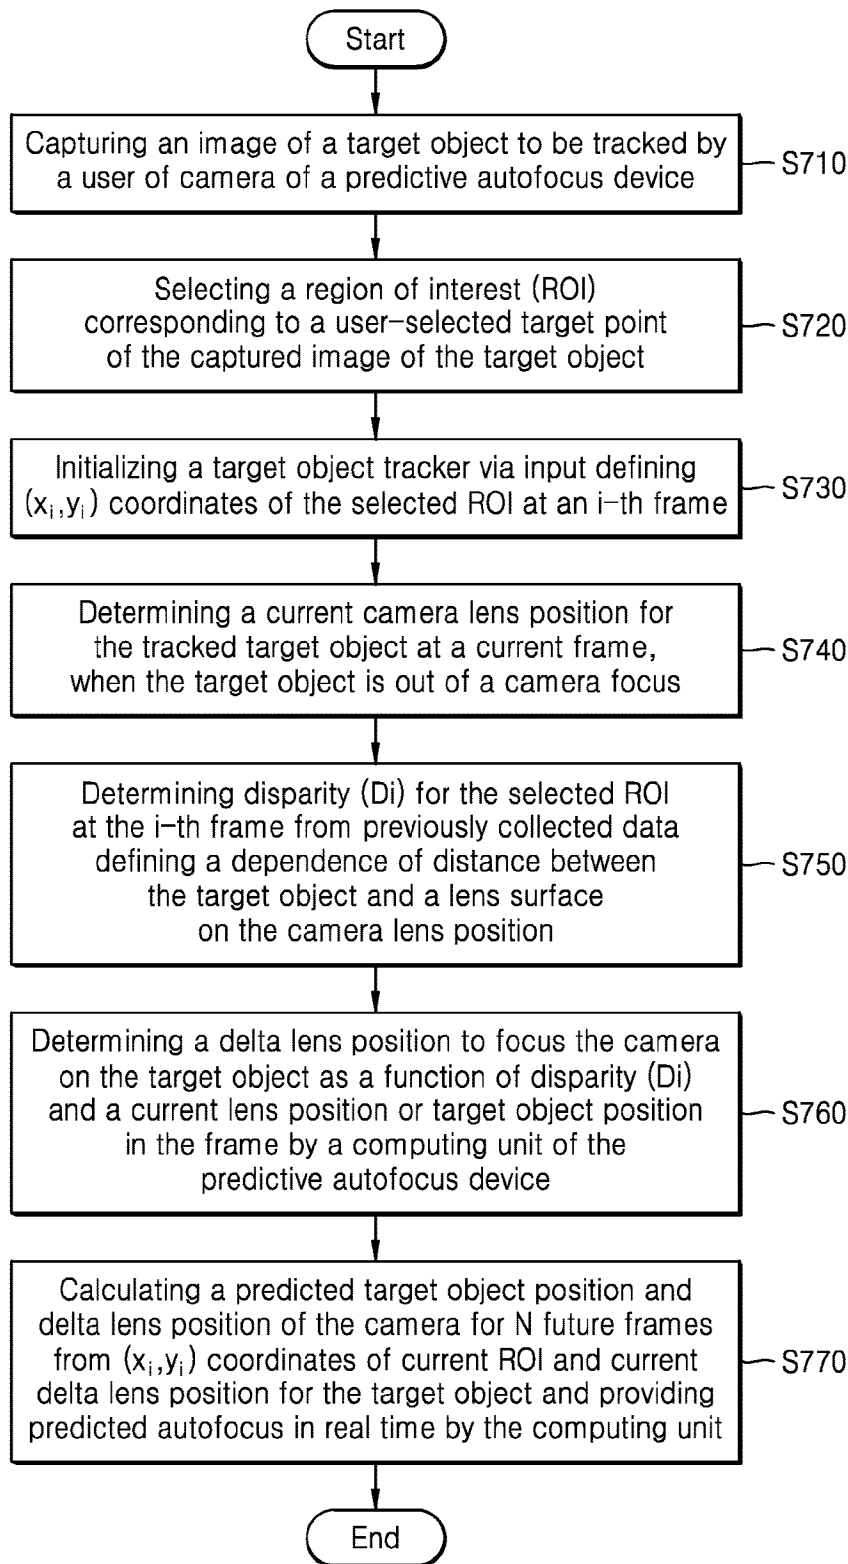 Start
Capturing an image of a target object to be tracked by
a user of camera of a predictive autofocus device
S710
Selecting a region of interest (ROI)
corresponding to a user-selected target point
of the captured image of the target object
S720
Initializing a target object tracker via input defining
(xᵢ,yᵢ) coordinates of the selected ROI at an i-th frame
S730
Determining a current camera lens position for
the tracked target object at a current frame,
when the target object is out of a camera focus
S740
Determining disparity (Di) for the selected ROI
at the i-th frame from previously collected data
defining a dependence of distance between
the target object and a lens surface
on the camera lens position
S750
Determining a delta lens position to focus the camera
on the target object as a function of disparity (Di)
and a current lens position or target object position
in the frame by a computing unit of the
predictive autofocus device
S760
Calculating a predicted target object position and
delta lens position of the camera for N future frames
from (xᵢ,yᵢ) coordinates of current ROI and current
delta lens position for the target object and providing
predicted autofocus in real time by the computing unit
S770
End